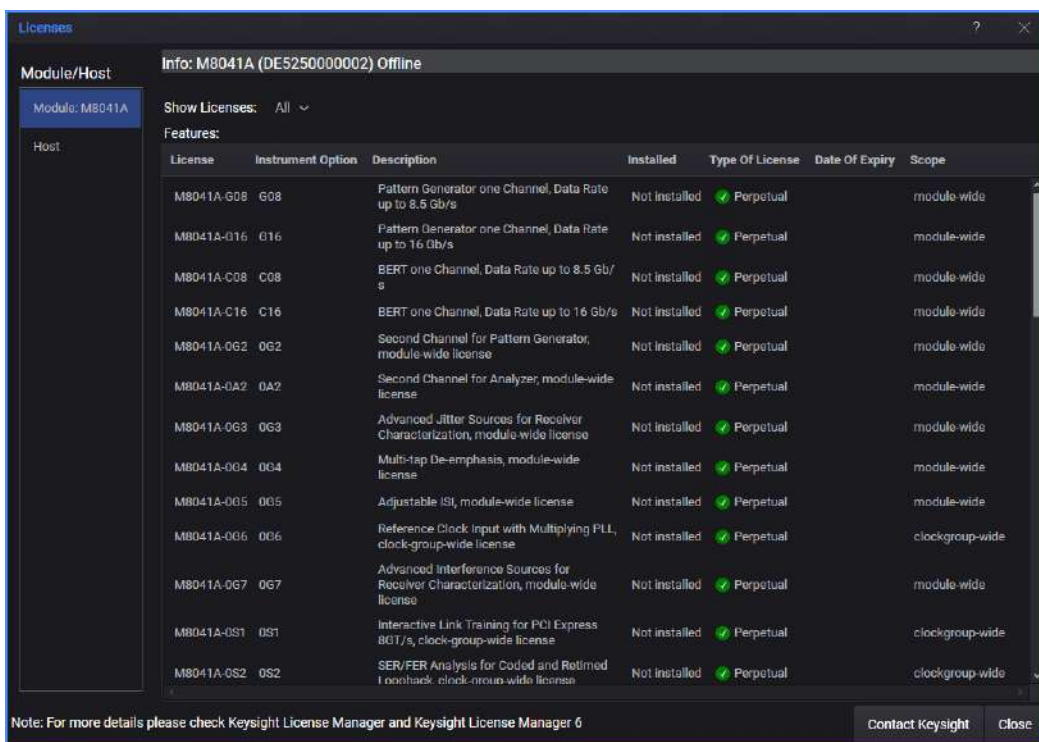 Licenses
Module/Host
Module: M8041A
Host
Info: M8041A (DE5250000002) Offline
Show Licenses: All
Features:
License Instrument Option Description Installed Type Of License Date Of Expiry Scope
M8041A-G08 G08 Pattern Generator one Channel, Data Rate
up to 8.5 Gb/s Not installed Perpetual module-wide
M8041A-G16 G16 Pattern Generator one Channel, Data Rate
up to 16 Gb/s Not installed Perpetual module-wide
M8041A-C08 C08 BERT one Channel, Data Rate up to 8.5 Gb/
s Not installed Perpetual module-wide
M8041A-C16 C16 BERT one Channel, Data Rate up to 16 Gb/s Not installed Perpetual module-wide
M8041A-0G2 0G2 Second Channel for Pattern Generator,
module-wide license Not installed Perpetual module-wide
M8041A-0A2 0A2 Second Channel for Analyzer, module-wide
license Not installed Perpetual module-wide
M8041A-0G3 0G3 Advanced Jitter Sources for Receiver
Characterization, module-wide license Not installed Perpetual module-wide
M8041A-0G4 0G4 Multi-tap De-emphasis, module-wide
license Not installed Perpetual module-wide
M8041A-0G5 0G5 Adjustable ISI, module-wide license Not installed Perpetual module-wide
M8041A-0G6 0G6 Reference Clock Input with Multiplying PLL,
clock-group-wide license Not installed Perpetual clockgroup-wide
M8041A-0G7 0G7 Advanced Interference Sources for
Receiver Characterization, module-wide
license Not installed Perpetual module-wide
M8041A-0S1 0S1 Interactive Link Training for PCI Express
8GT/s, clock-group-wide license Not installed Perpetual clockgroup-wide
M8041A-0S2 0S2 SER/FER Analysis for Coded and Retimed
Loopback, clock-group-wide license Not installed Perpetual clockgroup-wide
Note: For more details please check Keysight License Manager and Keysight License Manager 6
Contact Keysight Close